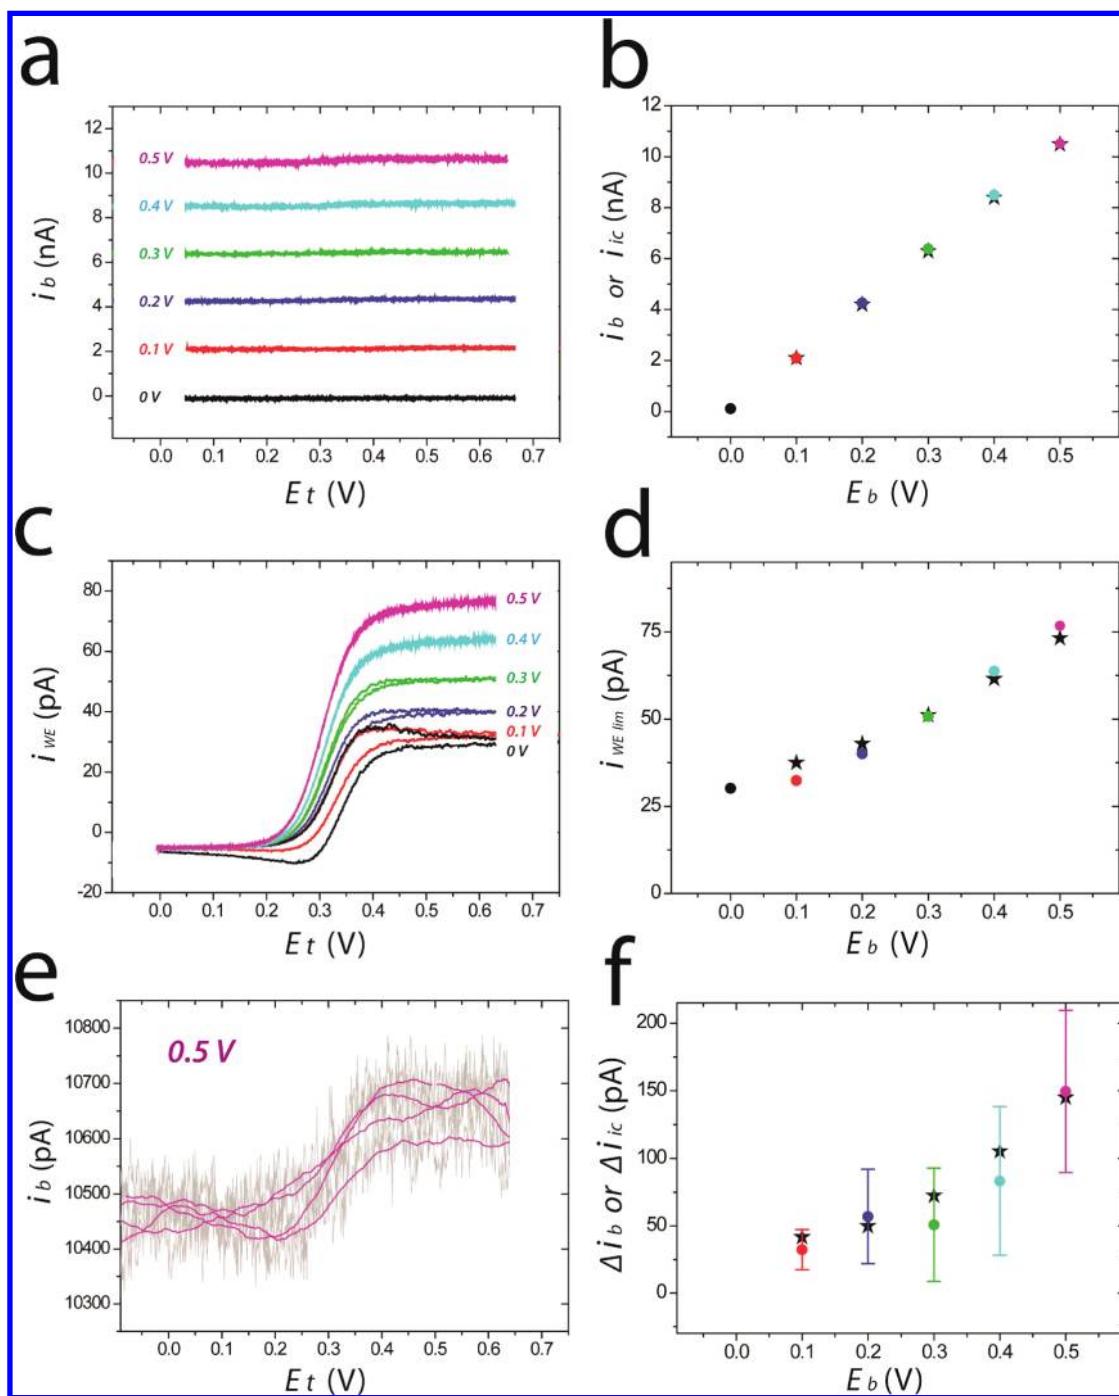 a
12
10
8
6
4
2
0
i b (nA)
0.5 V
0.4 V
0.3 V
0.2 V
0.1 V
0 V
0.0 0.1 0.2 0.3 0.4 0.5 0.6 0.7
E t (V)
b
12
10
8
6
4
2
0
i b or i ic (nA)
0.0 0.1 0.2 0.3 0.4 0.5
E b (V)
c
80
60
40
20
0
-20
i WE (pA)
0.5 V
0.4 V
0.3 V
0.2 V
0.1 V
0 V
0.0 0.1 0.2 0.3 0.4 0.5 0.6 0.7
E t (V)
d
75
50
25
0
i WE lim (pA)
0.0 0.1 0.2 0.3 0.4 0.5
E b (V)
e
10800
10700
10600
10500
10400
10300
i b (pA)
0.5 V
0.0 0.1 0.2 0.3 0.4 0.5 0.6 0.7
E t (V)
f
200
150
100
50
0
Δ i b or Δ i ic (pA)
0.0 0.1 0.2 0.3 0.4 0.5
E b (V)